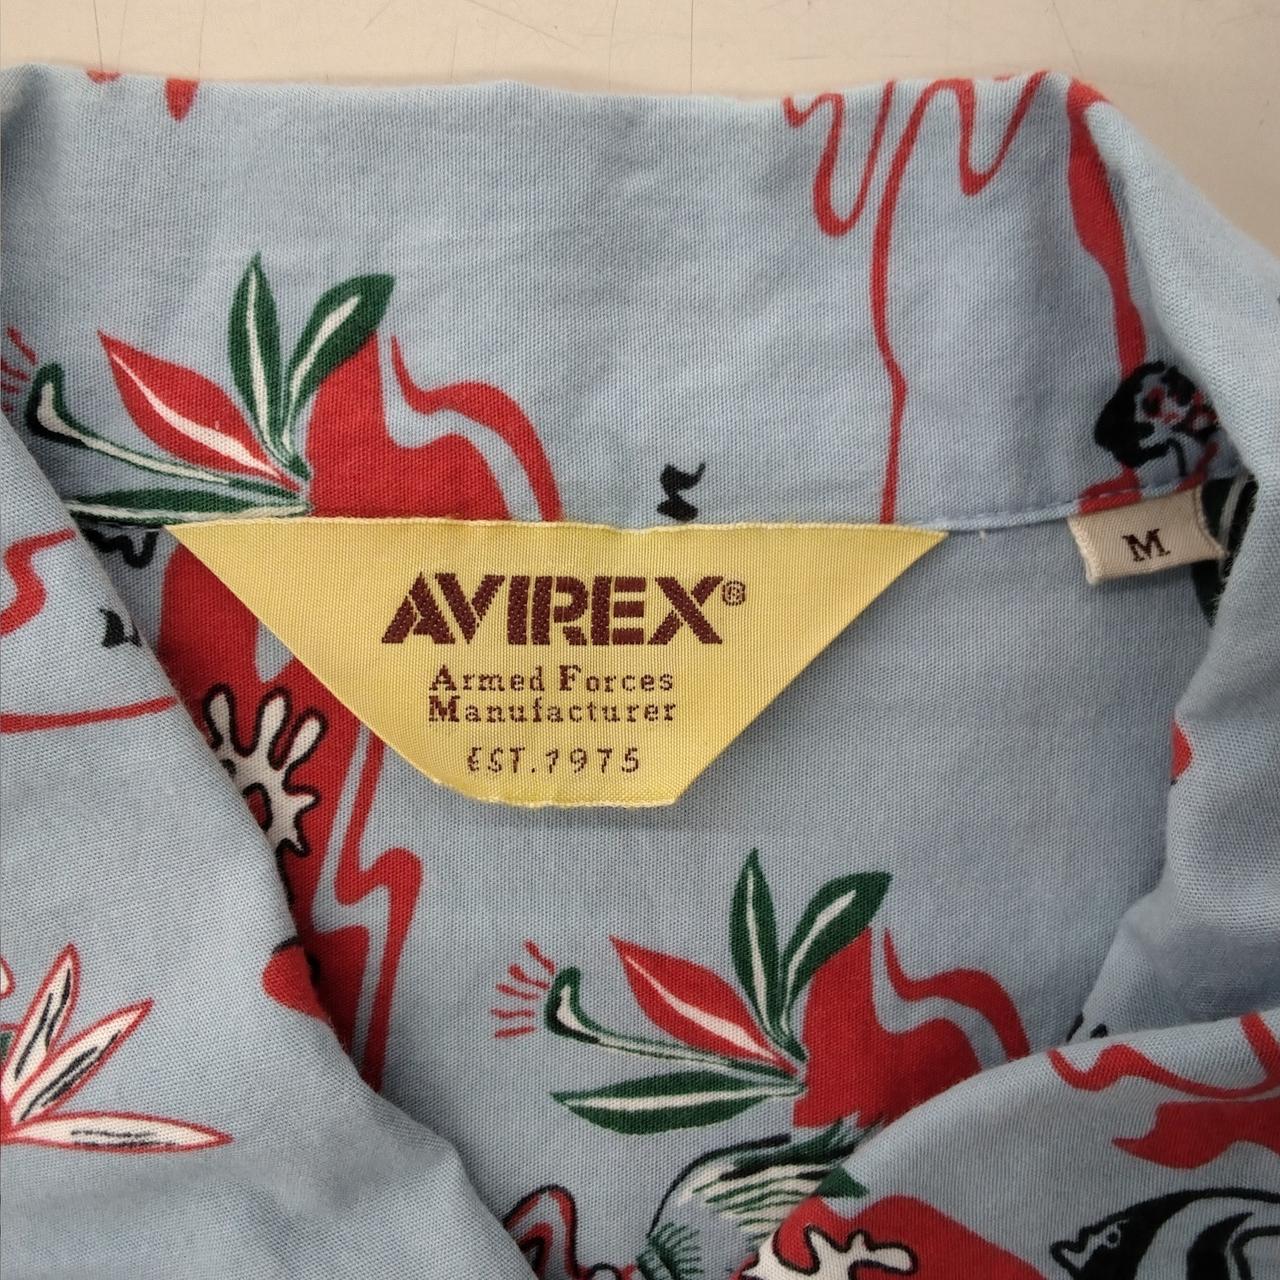 AVIREX®
Armed Forces
Manufacturer
EST.1975
M